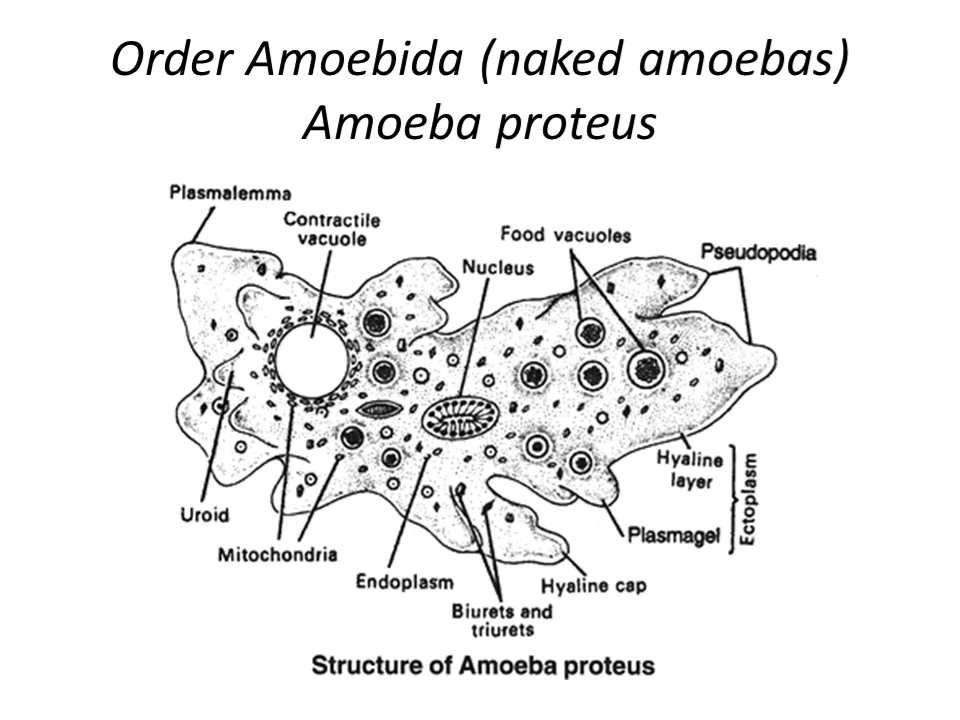 Order Amoebida (naked amoebas)
Amoeba proteus
Plasmalemma
Contractile
vacuole
Food vacuoles
Nucleus
Pseudopodia
Hyaline
layer
Ectoplasm
Plasmagel
Uroid
Mitochondria
Endoplasm
Hyaline cap
Biurets and
triurets
Structure of Amoeba proteus